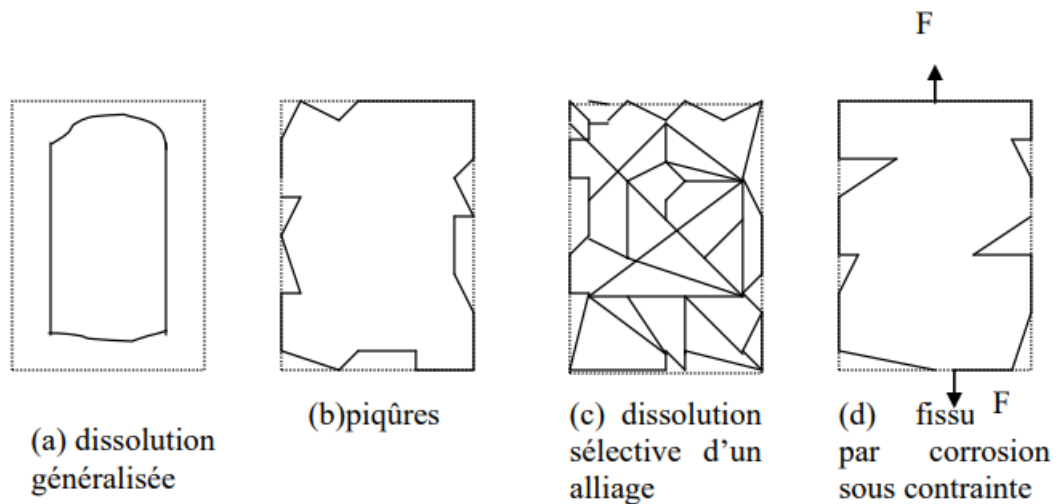 F
F
(a) dissolution
généralisée
(b)piqûres
(c) dissolution
sélective d'un
alliage
(d) fissu
par corrosion
sous contrainte